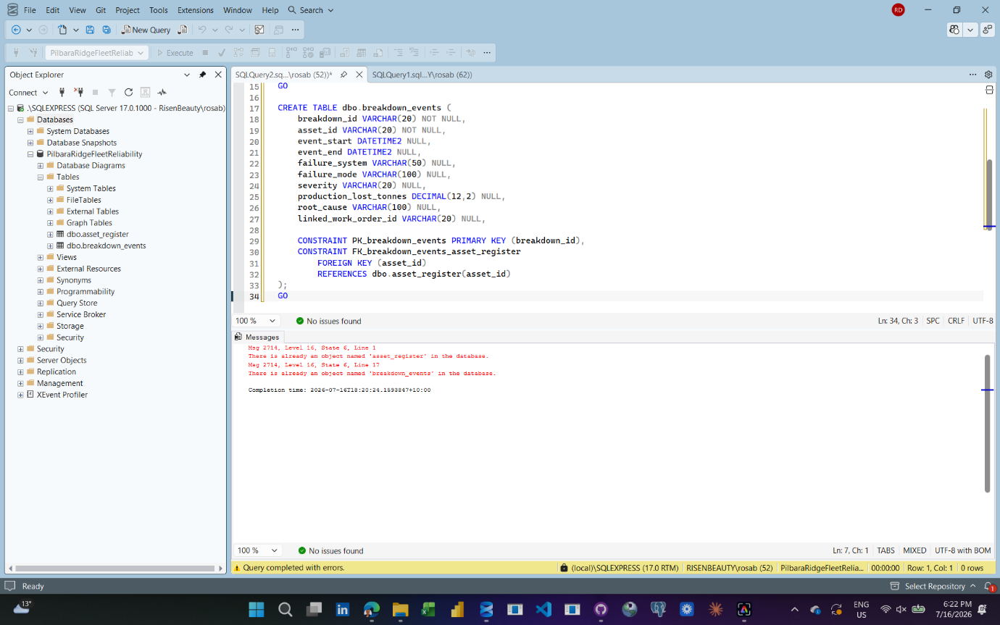 File Edit View Git Project Tools Extensions Window Help Search RD
New Query
PilbaraRidgeFleetReliab Execute
Object Explorer
Connect
.\SQLEXPRESS (SQL Server 17.0.1000 - RisenBeauty\rosab)
Databases
System Databases
Database Snapshots
PilbaraRidgeFleetReliability
Database Diagrams
Tables
System Tables
FileTables
External Tables
Graph Tables
dbo.asset_register
dbo.breakdown_events
Views
External Resources
Synonyms
Programmability
Query Store
Service Broker
Storage
Security
Security
Server Objects
Replication
Management
XEvent Profiler
SQLQuery2.sq...\rosab (52))* SQLQuery1.sql...Y\rosab (62))
15 GO
16
17 CREATE TABLE dbo.breakdown_events (
18 breakdown_id VARCHAR(20) NOT NULL,
19 asset_id VARCHAR(20) NOT NULL,
20 event_start DATETIME2 NULL,
21 event_end DATETIME2 NULL,
22 failure_system VARCHAR(50) NULL,
23 failure_mode VARCHAR(100) NULL,
24 severity VARCHAR(20) NULL,
25 production_lost_tonnes DECIMAL(12,2) NULL,
26 root_cause VARCHAR(100) NULL,
27 linked_work_order_id VARCHAR(20) NULL,
28
29 CONSTRAINT PK_breakdown_events PRIMARY KEY (breakdown_id),
30 CONSTRAINT FK_breakdown_events_asset_register
31 FOREIGN KEY (asset_id)
32 REFERENCES dbo.asset_register(asset_id)
33 );
34 GO
100 % No issues found Ln: 34, Ch: 3 SPC CRLF UTF-8
Messages
Msg 2714, Level 16, State 6, Line 1
There is already an object named 'asset_register' in the database.
Msg 2714, Level 16, State 6, Line 17
There is already an object named 'breakdown_events' in the database.
Completion time: 2026-07-16T18:20:24.1593847+10:00
100 % No issues found Ln: 7, Ch: 1 TABS MIXED UTF-8 with BOM
Query completed with errors. (local)\SQLEXPRESS (17.0 RTM) RISENBEAUTY\rosab (52) PilbaraRidgeFleetRelia... 00:00:00 Row: 1, Col: 1 0 rows
Ready Select Repository 1
13° ENG US 6:22 PM 7/16/2026